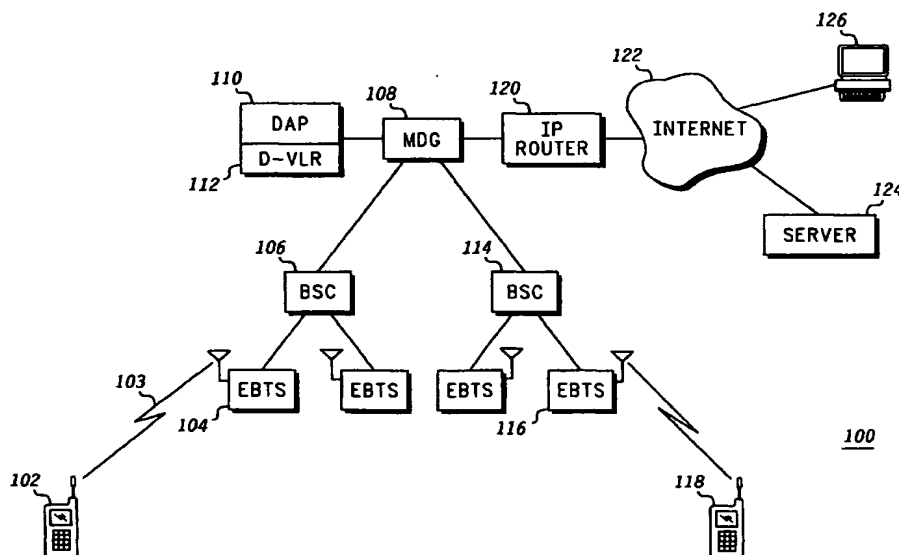 126
122
110
108
120
DAP
MDG
IP
ROUTER
INTERNET
D-VLR
112
124
SERVER
106
114
BSC
BSC
103
EBTS
EBTS
EBTS
EBTS
104
116
100
102
118